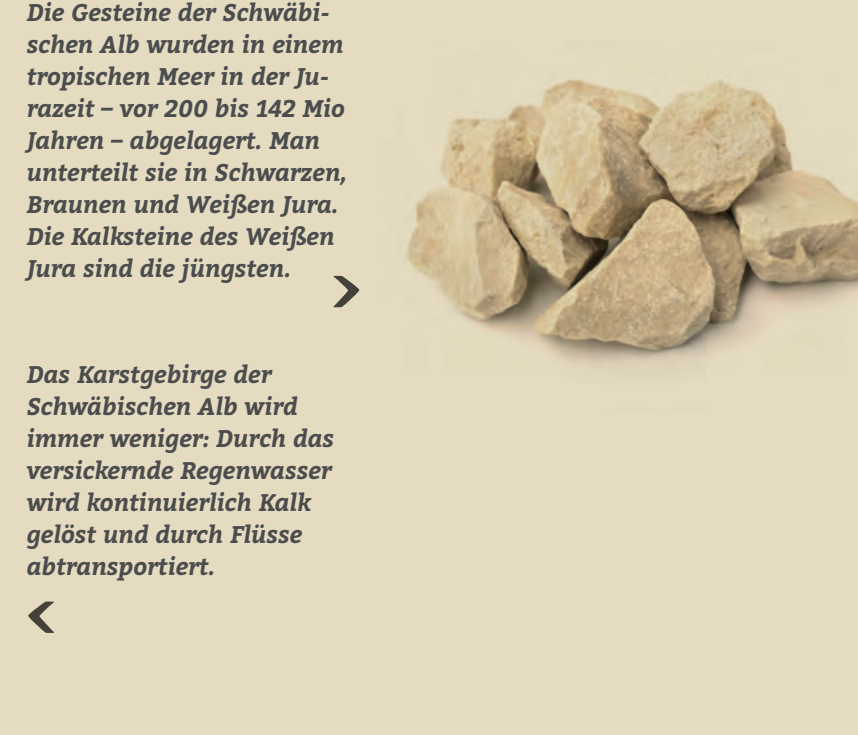 Die Gesteine der Schwäbi-
schen Alb wurden in einem
tropischen Meer in der Ju-
razeit – vor 200 bis 142 Mio
Jahren – abgelagert. Man
unterteilt sie in Schwarzen,
Braunen und Weißen Jura.
Die Kalksteine des Weißen
Jura sind die jüngsten.
Das Karstgebirge der
Schwäbischen Alb wird
immer weniger: Durch das
versickernde Regenwasser
wird kontinuierlich Kalk
gelöst und durch Flüsse
abtransportiert.